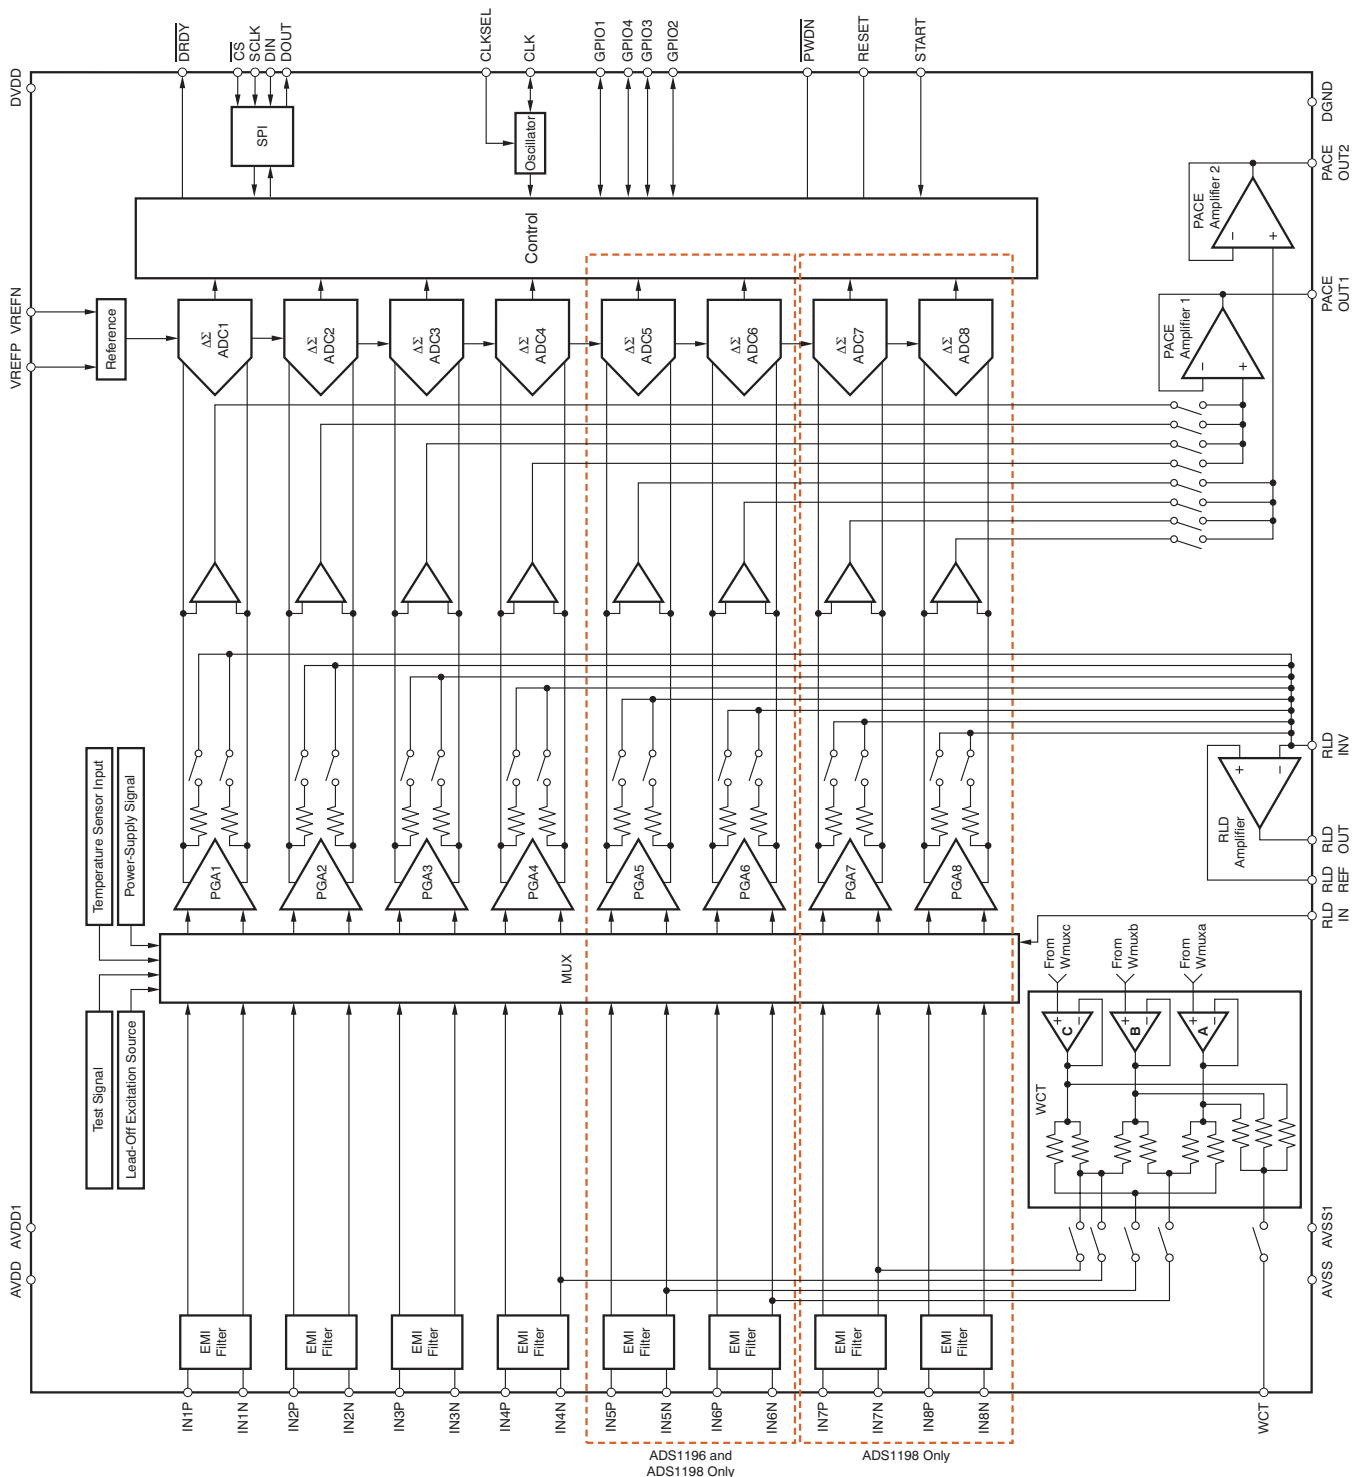 DVDD
DRDY
CS
SCLK
DIN
DOUT
CLKSEL
CLK
GPIO1
GPIO4
GPIO3
GPIO2
PWDN
RESET
START
SPI
Oscillator
Control
VREFP
VREFN
Reference
ΔΣ
ADC1
ΔΣ
ADC2
ΔΣ
ADC3
ΔΣ
ADC4
ΔΣ
ADC5
ΔΣ
ADC6
ΔΣ
ADC7
ΔΣ
ADC8
DGND
PACE
OUT2
PACE
Amplifier 2
−
+
PACE
OUT1
PACE
Amplifier 1
−
+
Temperature Sensor Input
Power-Supply Signal
PGA1
PGA2
PGA3
PGA4
PGA5
PGA6
PGA7
PGA8
+
−
RLD
Amplifier
RLD
INV
RLD
OUT
RLD
REF
RLD
IN
MUX
Test Signal
Lead-Off Excitation Source
From
Wmuxc
From
Wmuxb
From
Wmuxa
+
−
C
+
−
B
+
−
A
WCT
AVDD1
AVDD
AVSS1
AVSS
EMI
Filter
EMI
Filter
EMI
Filter
EMI
Filter
EMI
Filter
EMI
Filter
EMI
Filter
EMI
Filter
IN1P
IN1N
IN2P
IN2N
IN3P
IN3N
IN4P
IN4N
IN5P
IN5N
IN6P
IN6N
IN7P
IN7N
IN8P
IN8N
WCT
ADS1196 and
ADS1198 Only
ADS1198 Only